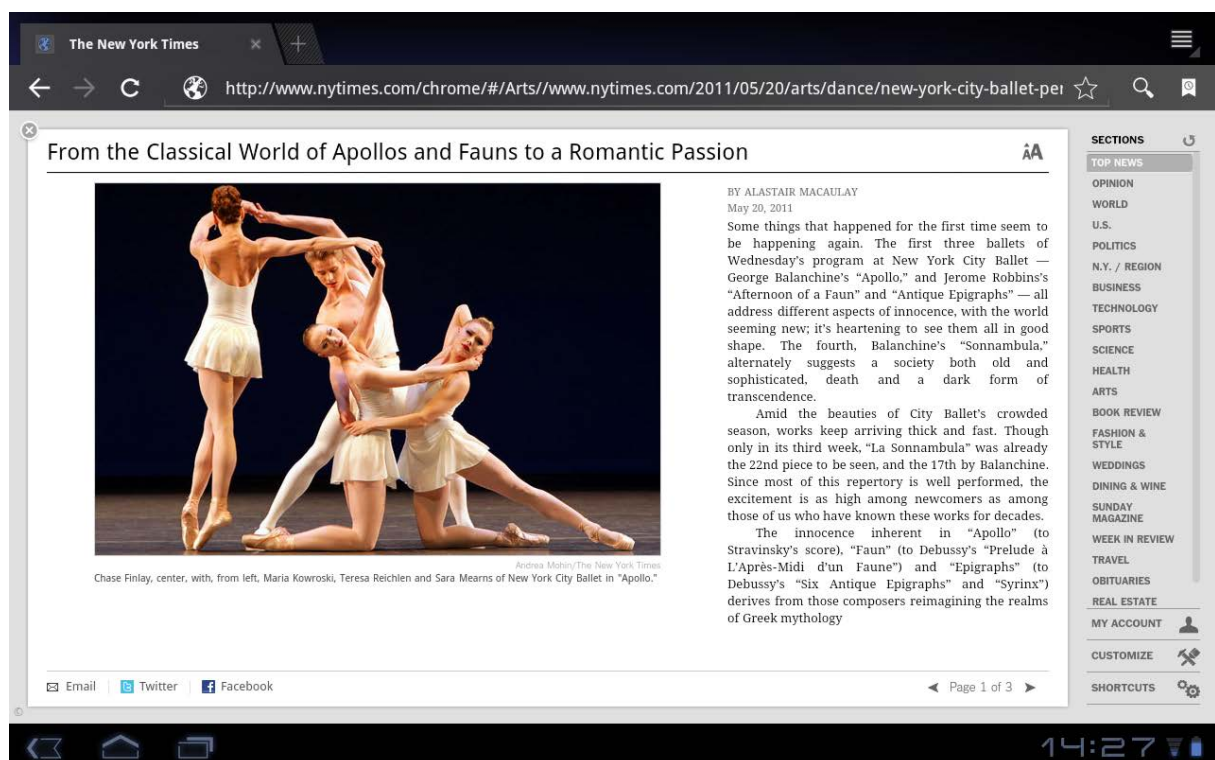 The New York Times
http://www.nytimes.com/chrome/#/Arts//www.nytimes.com/2011/05/20/arts/dance/new-york-city-ballet-per
From the Classical World of Apollos and Fauns to a Romantic Passion
AA
BY ALASTAIR MACAULAY
May 20, 2011
Some things that happened for the first time seem to
be happening again. The first three ballets of
Wednesday's program at New York City Ballet —
George Balanchine's “Apollo,” and Jerome Robbins's
“Afternoon of a Faun” and “Antique Epigraphs” — all
address different aspects of innocence, with the world
seeming new; it's heartening to see them all in good
shape. The fourth, Balanchine's “Sonnambula,”
alternately suggests a society both old and
sophisticated, death and a dark form of
transcendence.
Amid the beauties of City Ballet's crowded
season, works keep arriving thick and fast. Though
only in its third week, “La Sonnambula” was already
the 22nd piece to be seen, and the 17th by Balanchine.
Since most of this repertory is well performed, the
excitement is as high among newcomers as among
those of us who have known these works for decades.
The innocence inherent in “Apollo” (to
Stravinsky's score), “Faun” (to Debussy's “Prelude à
L'Après-Midi d'un Faune”) and “Epigraphs” (to
Debussy's “Six Antique Epigraphs” and “Syrinx”)
derives from those composers reimagining the realms
of Greek mythology
Andrea Mohin/The New York Times
Chase Finlay, center, with, from left, Maria Kowroski, Teresa Reichlen and Sara Mearns of New York City Ballet in "Apollo."
Email
Twitter
Facebook
Page 1 of 3
©
SECTIONS
TOP NEWS
OPINION
WORLD
U.S.
POLITICS
N.Y. / REGION
BUSINESS
TECHNOLOGY
SPORTS
SCIENCE
HEALTH
ARTS
BOOK REVIEW
FASHION &
STYLE
WEDDINGS
DINING & WINE
SUNDAY
MAGAZINE
WEEK IN REVIEW
TRAVEL
OBITUARIES
REAL ESTATE
MY ACCOUNT
CUSTOMIZE
SHORTCUTS
14:27